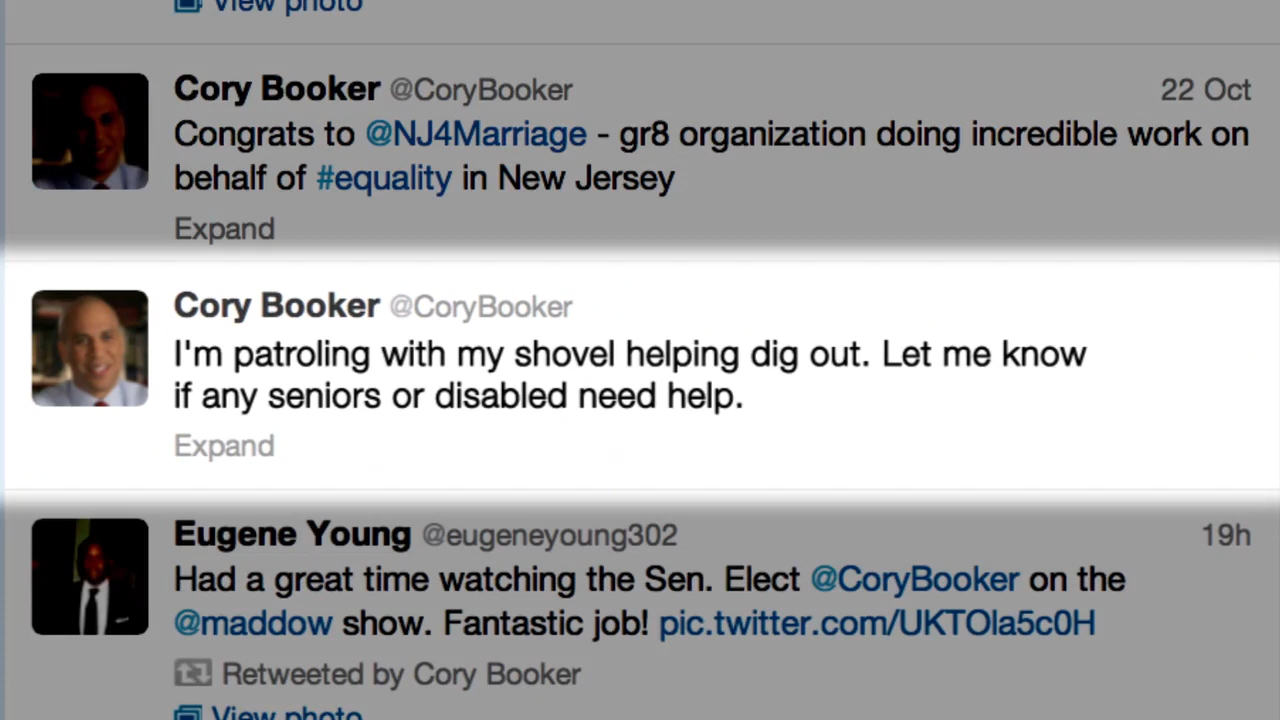 View photo
Cory Booker @CoryBooker 22 Oct
Congrats to @NJ4Marriage - gr8 organization doing incredible work on
behalf of #equality in New Jersey
Expand
Cory Booker @CoryBooker
I'm patroling with my shovel helping dig out. Let me know
if any seniors or disabled need help.
Expand
Eugene Young @eugeneyoung302 19h
Had a great time watching the Sen. Elect @CoryBooker on the
@maddow show. Fantastic job! pic.twitter.com/UKTOla5c0H
Retweeted by Cory Booker
View photo